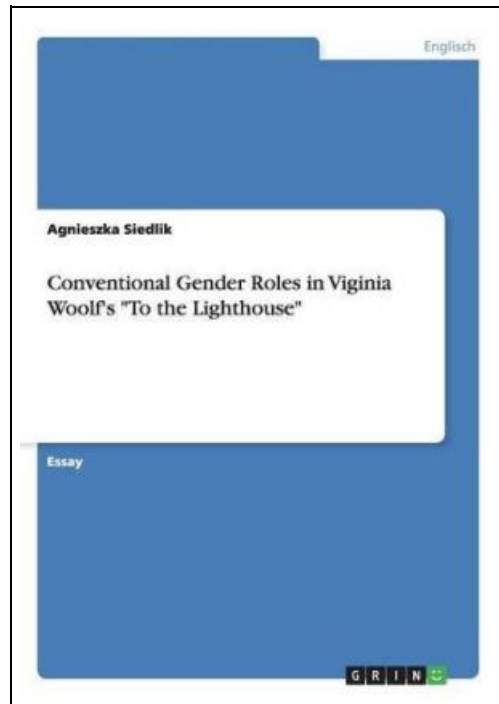 Englisch
Agnieszka Siedlik
Conventional Gender Roles in Viginia
Woolf's "To the Lighthouse"
Essay
GRIN